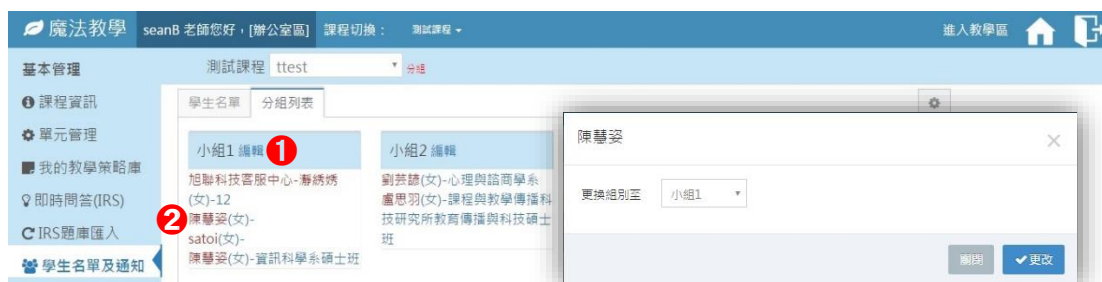 魔法教學 seanB 老師您好，[辦公室區] 課程切換： 測試課程 進入教學區
基本管理
測試課程 ttest 分組
課程資訊
學生名單 分組列表
單元管理
我的教學策略庫
即時問答(IRS)
IRS題庫匯入
學生名單及通知
小組1 編輯 1
旭聯科技客服中心-瀞綉琇
(女)-12
2 陳慧姿(女)-
satoi(女)-
陳慧姿(女)-資訊科學系碩士班
小組2 編輯
劉芸諺(女)-心理與諮商學系
盧思羽(女)-課程與教學傳播科
技研究所教育傳播與科技碩士
班
陳慧姿 ×
更換組別至 小組1
關閉 更改